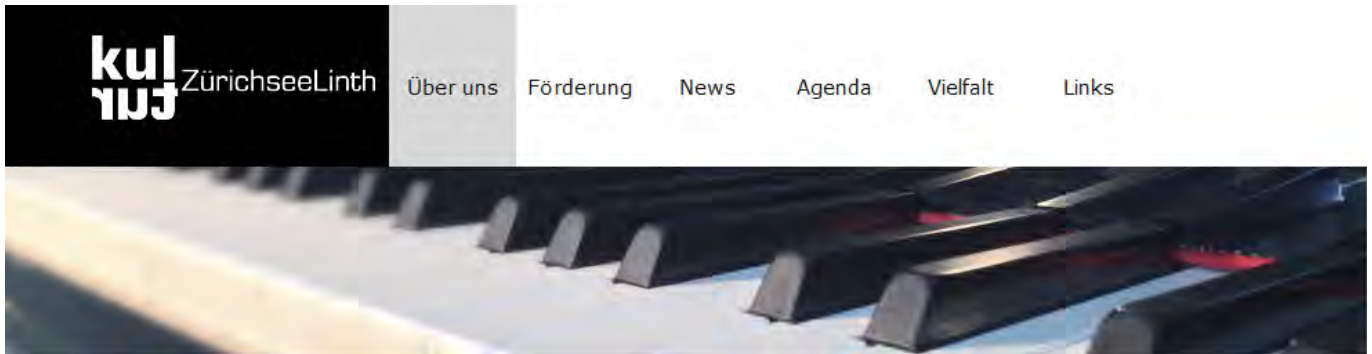 kul
tur
ZürichseeLinth
Über uns
Förderung
News
Agenda
Vielfalt
Links